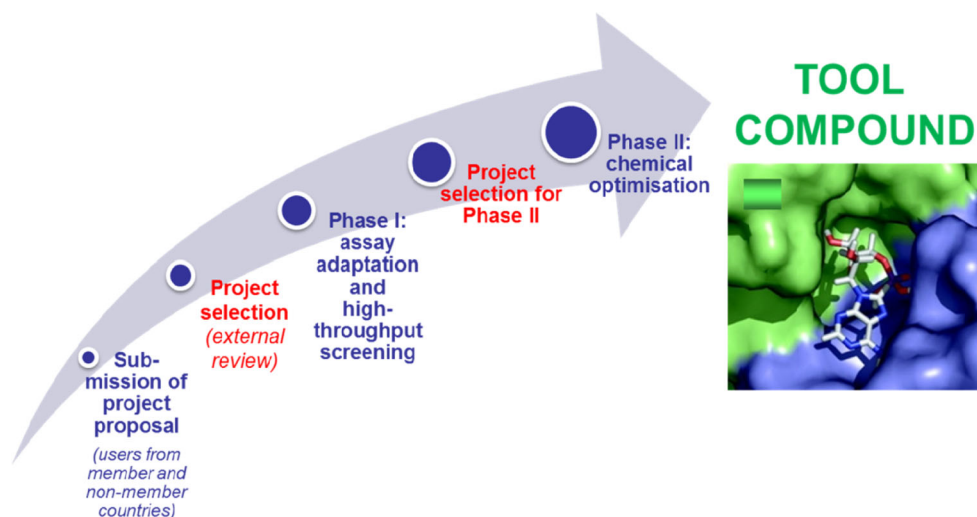 Sub-
mission of
project
proposal
(users from
member and
non-member
countries)
Project
selection
(external
review)
Phase I:
assay
adaptation
and
high-
throughput
screening
Project
selection for
Phase II
Phase II:
chemical
optimisation
TOOL
COMPOUND